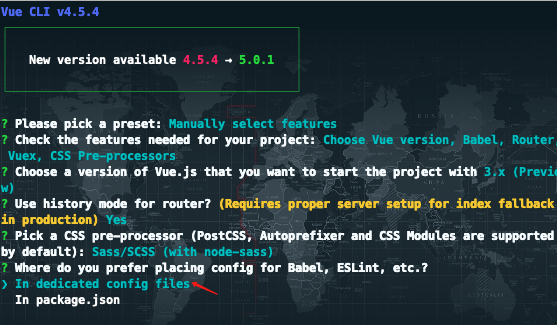 Vue CLI v4.5.4
New version available 4.5.4 → 5.0.1
? Please pick a preset: Manually select features
? Check the features needed for your project: Choose Vue version, Babel, Router,
Vuex, CSS Pre-processors
? Choose a version of Vue.js that you want to start the project with 3.x (Previe
w)
? Use history mode for router? (Requires proper server setup for index fallback
in production) Yes
? Pick a CSS pre-processor (PostCSS, Autoprefixer and CSS Modules are supported
by default): Sass/SCSS (with node-sass)
? Where do you prefer placing config for Babel, ESLint, etc.?
❯ In dedicated config files
In package.json